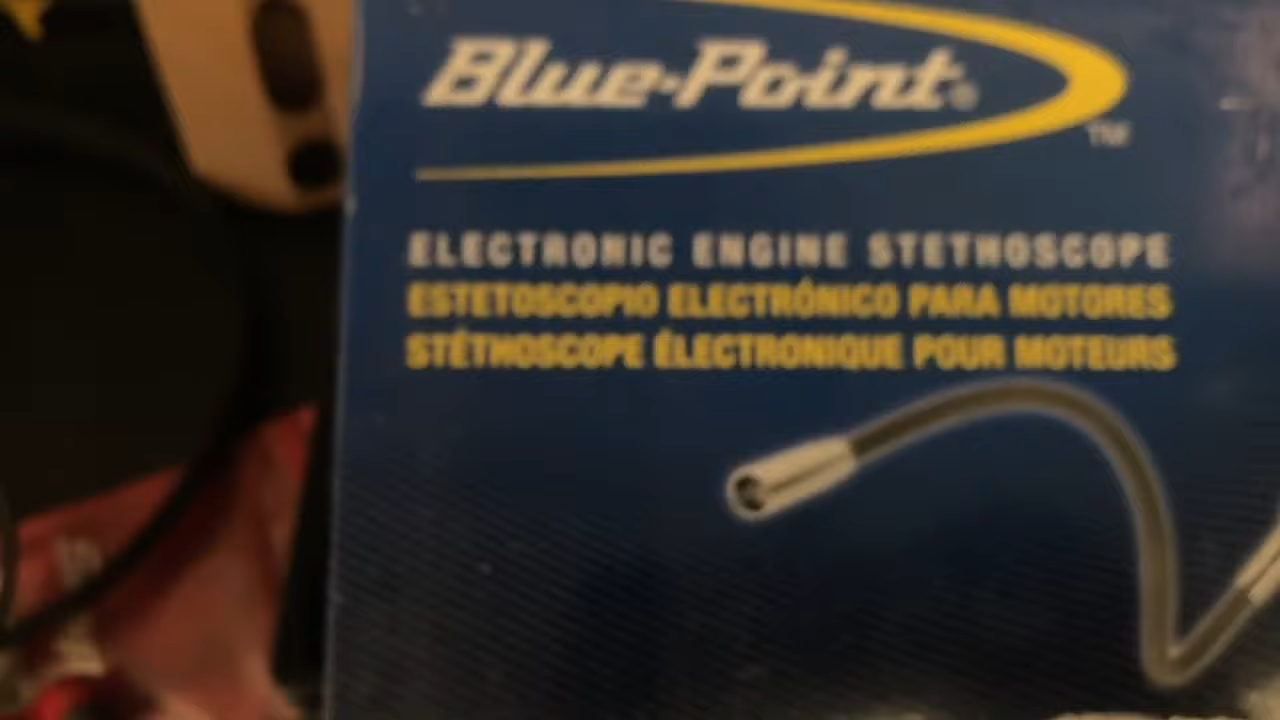 Blue-Point®
TM
ELECTRONIC ENGINE STETHOSCOPE
ESTETOSCOPIO ELECTRÓNICO PARA MOTORES
STÉTHOSCOPE ÉLECTRONIQUE POUR MOTEURS